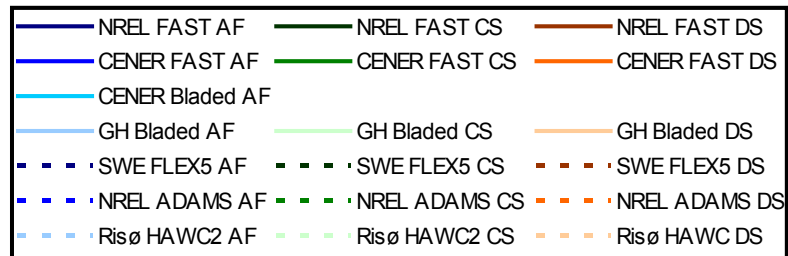 NREL FAST AF NREL FAST CS NREL FAST DS
CENER FAST AF CENER FAST CS CENER FAST DS
CENER Bladed AF
GH Bladed AF GH Bladed CS GH Bladed DS
SWE FLEX5 AF SWE FLEX5 CS SWE FLEX5 DS
NREL ADAMS AF NREL ADAMS CS NREL ADAMS DS
Risø HAWC2 AF Risø HAWC2 CS Risø HAWC DS